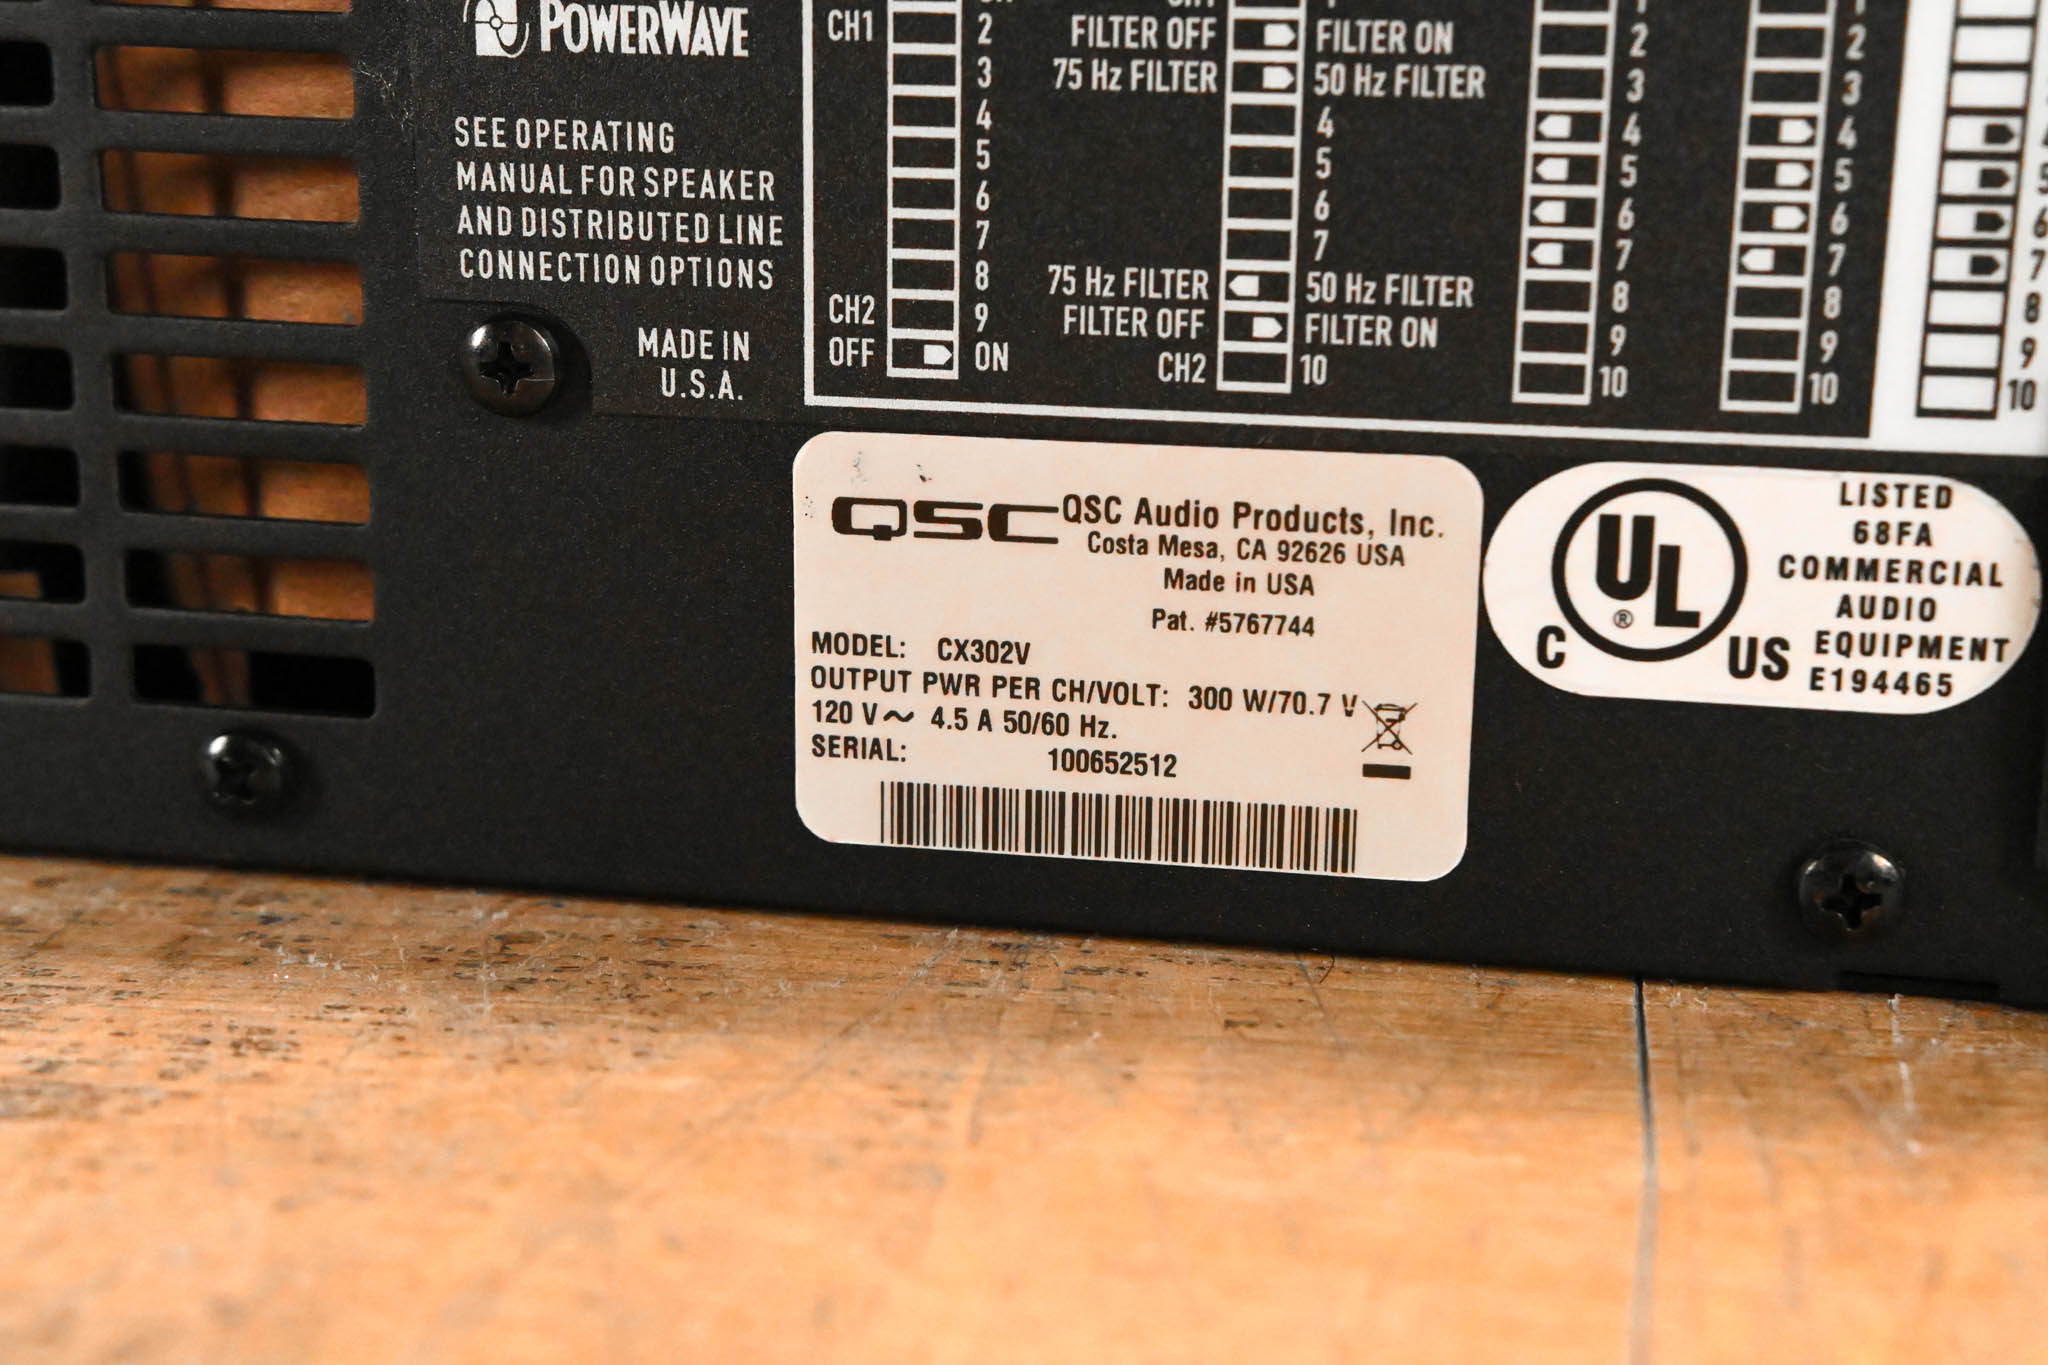 POWERWAVE
SEE OPERATING
MANUAL FOR SPEAKER
AND DISTRIBUTED LINE
CONNECTION OPTIONS
MADE IN
U.S.A.
CH1
2
3
4
5
6
7
8
CH2
9
OFF ON
FILTER OFF FILTER ON
75 Hz FILTER 50 Hz FILTER
4
5
6
7
75 Hz FILTER 50 Hz FILTER
FILTER OFF FILTER ON
CH2 10
2
3
4
5
6
7
8
9
10
2
3
4
5
6
7
8
9
10
5
6
7
8
9
10
QSC QSC Audio Products, Inc.
Costa Mesa, CA 92626 USA
Made in USA
Pat. #5767744
MODEL: CX302V
OUTPUT PWR PER CH/VOLT: 300 W/70.7 V
120 V~ 4.5 A 50/60 Hz.
SERIAL: 100652512
C UL ® US
LISTED
68FA
COMMERCIAL
AUDIO
EQUIPMENT
E194465